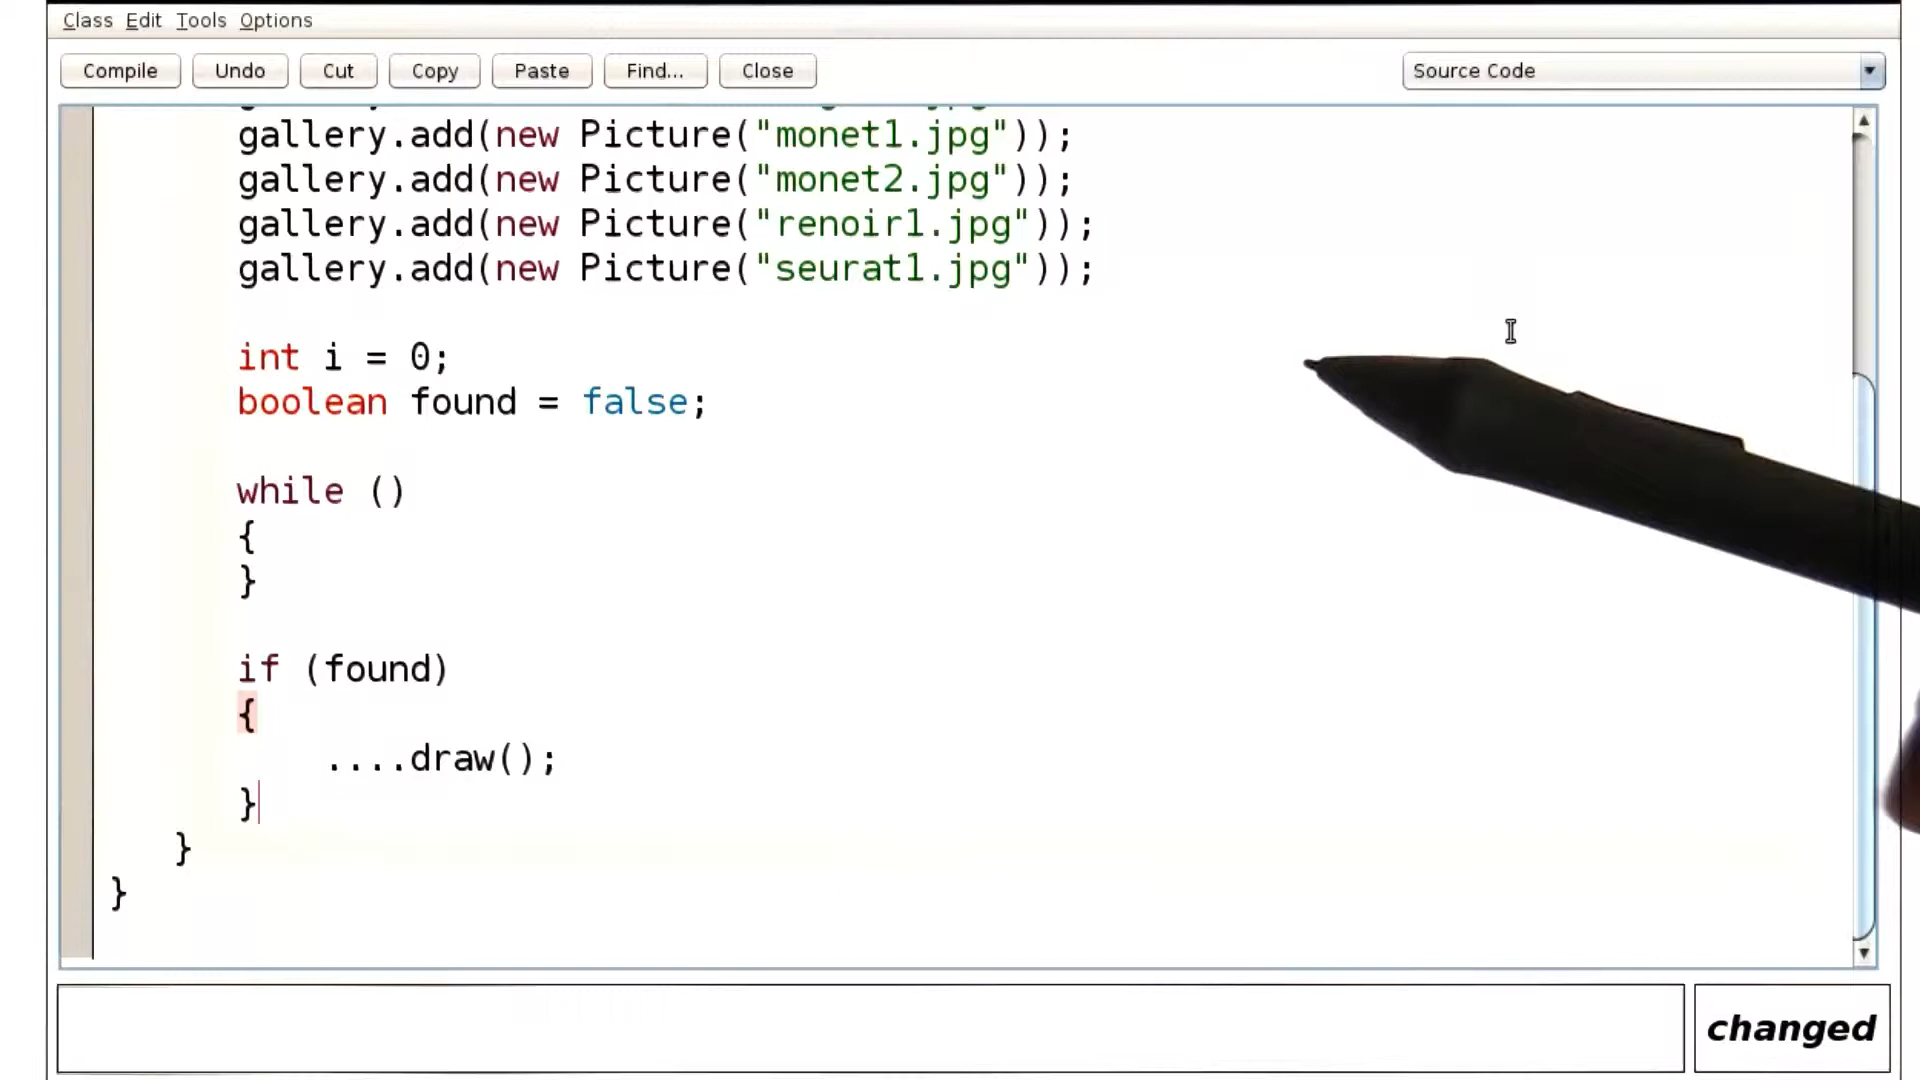 Class Edit Tools Options
Compile Undo Cut Copy Paste Find... Close Source Code
gallery.add(new Picture("monet1.jpg"));
gallery.add(new Picture("monet2.jpg"));
gallery.add(new Picture("renoir1.jpg"));
gallery.add(new Picture("seurat1.jpg"));
int i = 0;
boolean found = false;
while ()
{
}
if (found)
{
....draw();
}
}
}
changed